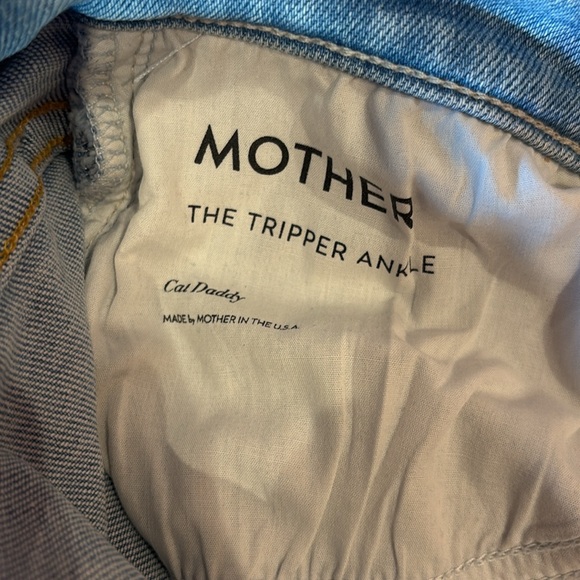 MOTHER
THE TRIPPER ANKLE
Cat Daddy
MADE by MOTHER IN THE U.S.A.